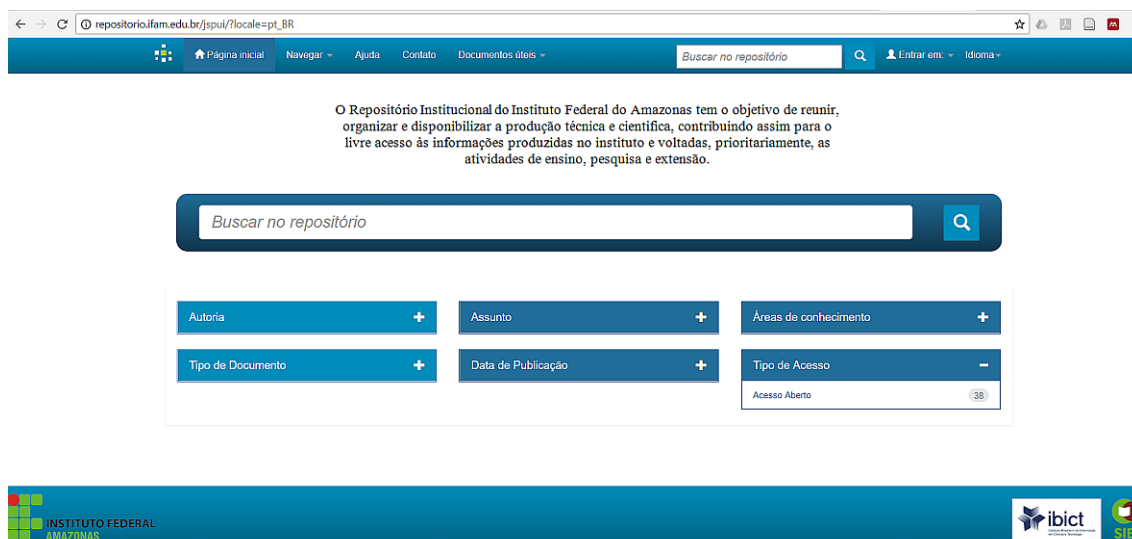 repositorio.ifam.edu.br/jspui/?locale=pt_BR
Página inicial Navegar Ajuda Contato Documentos úteis Buscar no repositório Entrar em: Idioma
O Repositório Institucional do Instituto Federal do Amazonas tem o objetivo de reunir,
organizar e disponibilizar a produção técnica e cientifica, contribuindo assim para o
livre acesso às informações produzidas no instituto e voltadas, prioritariamente, as
atividades de ensino, pesquisa e extensão.
Buscar no repositório
Autoria
Assunto
Áreas de conhecimento
Tipo de Documento
Data de Publicação
Tipo de Acesso
Acesso Aberto 38
INSTITUTO FEDERAL
AMAZONAS
ibict